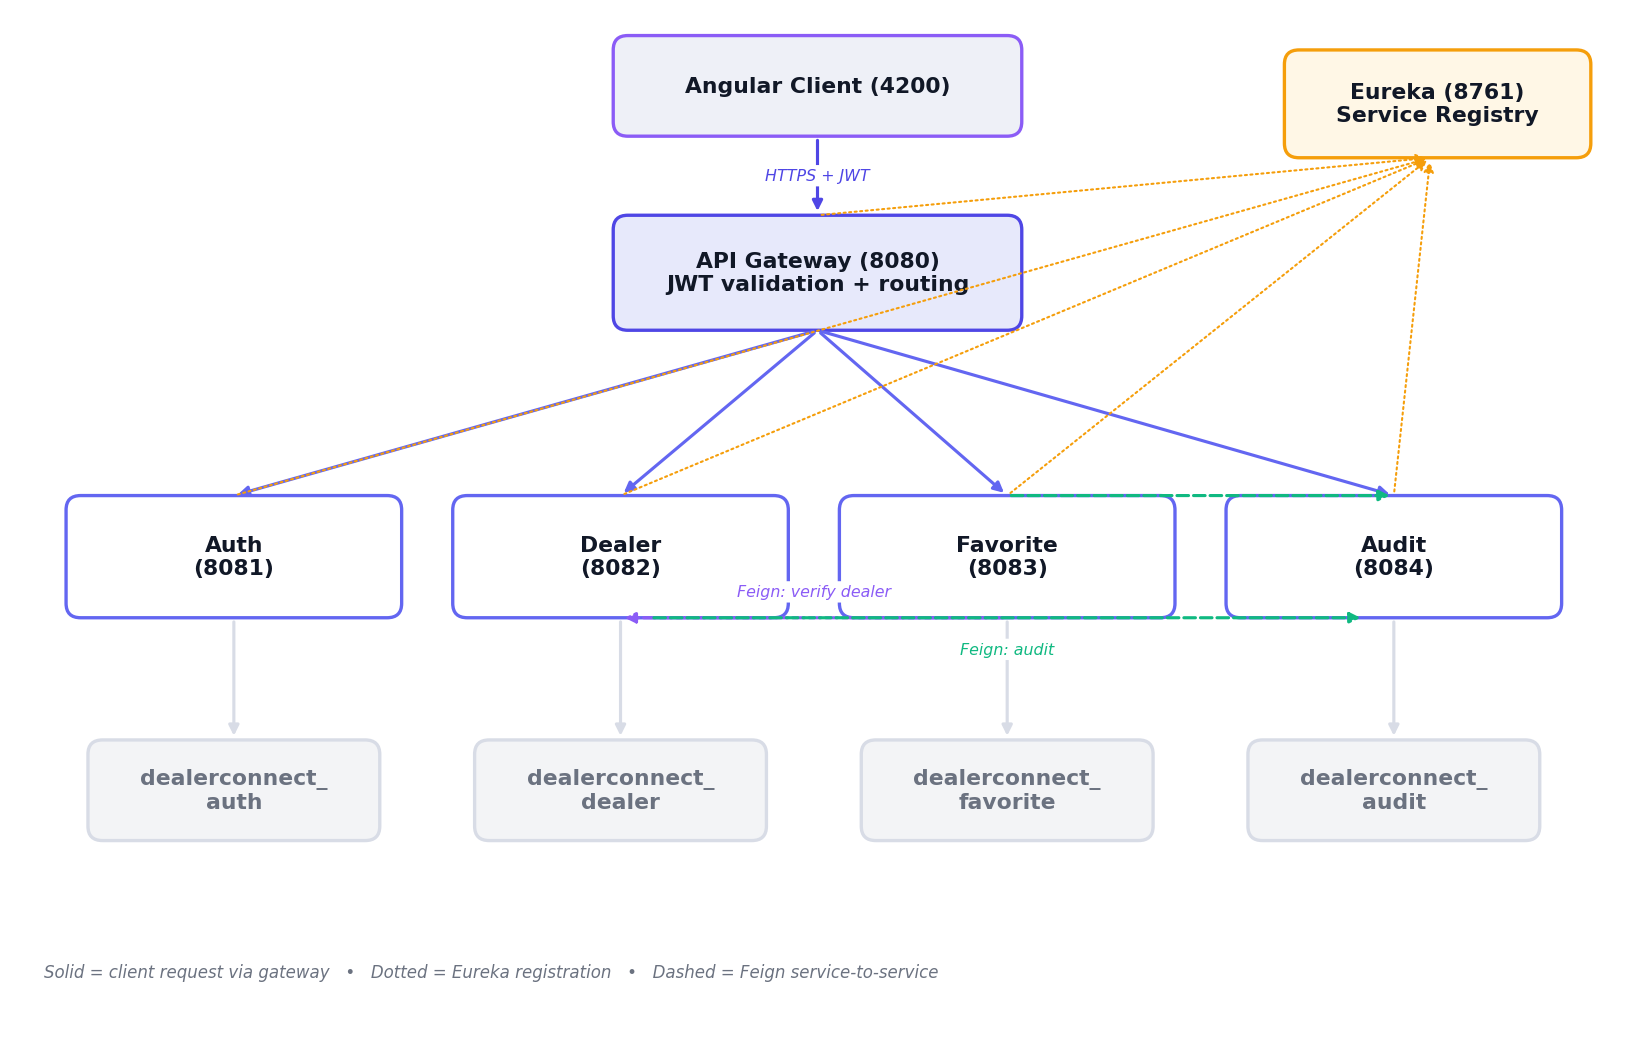 Angular Client (4200)
Eureka (8761)
Service Registry
HTTPS + JWT
API Gateway (8080)
JWT validation + routing
Auth
(8081)
Dealer
(8082)
Favorite
(8083)
Audit
(8084)
Feign: verify dealer
Feign: audit
dealerconnect_
auth
dealerconnect_
dealer
dealerconnect_
favorite
dealerconnect_
audit
Solid = client request via gateway • Dotted = Eureka registration • Dashed = Feign service-to-service